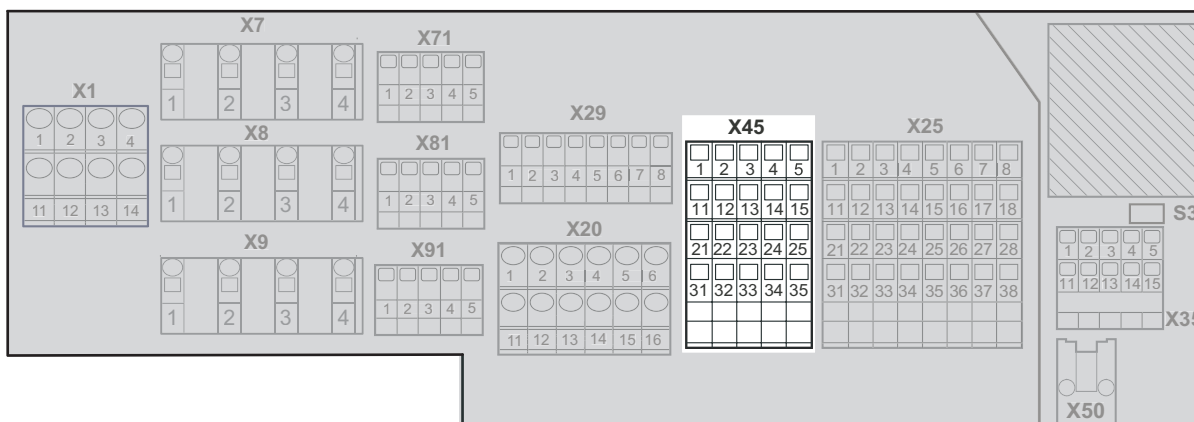 X1
1 2 3 4
11 12 13 14
X7
1 2 3 4
X8
1 2 3 4
X9
1 2 3 4
X71
1 2 3 4 5
X81
1 2 3 4 5
X91
1 2 3 4 5
X29
1 2 3 4 5 6 7 8
X20
1 2 3 4 5 6
11 12 13 14 15 16
X45
1 2 3 4 5
11 12 13 14 15
21 22 23 24 25
31 32 33 34 35
X25
1 2 3 4 5 6 7 8
11 12 13 14 15 16 17 18
21 22 23 24 25 26 27 28
31 32 33 34 35 36 37 38
S3
1 2 3 4 5
11 12 13 14 15
X35
X50